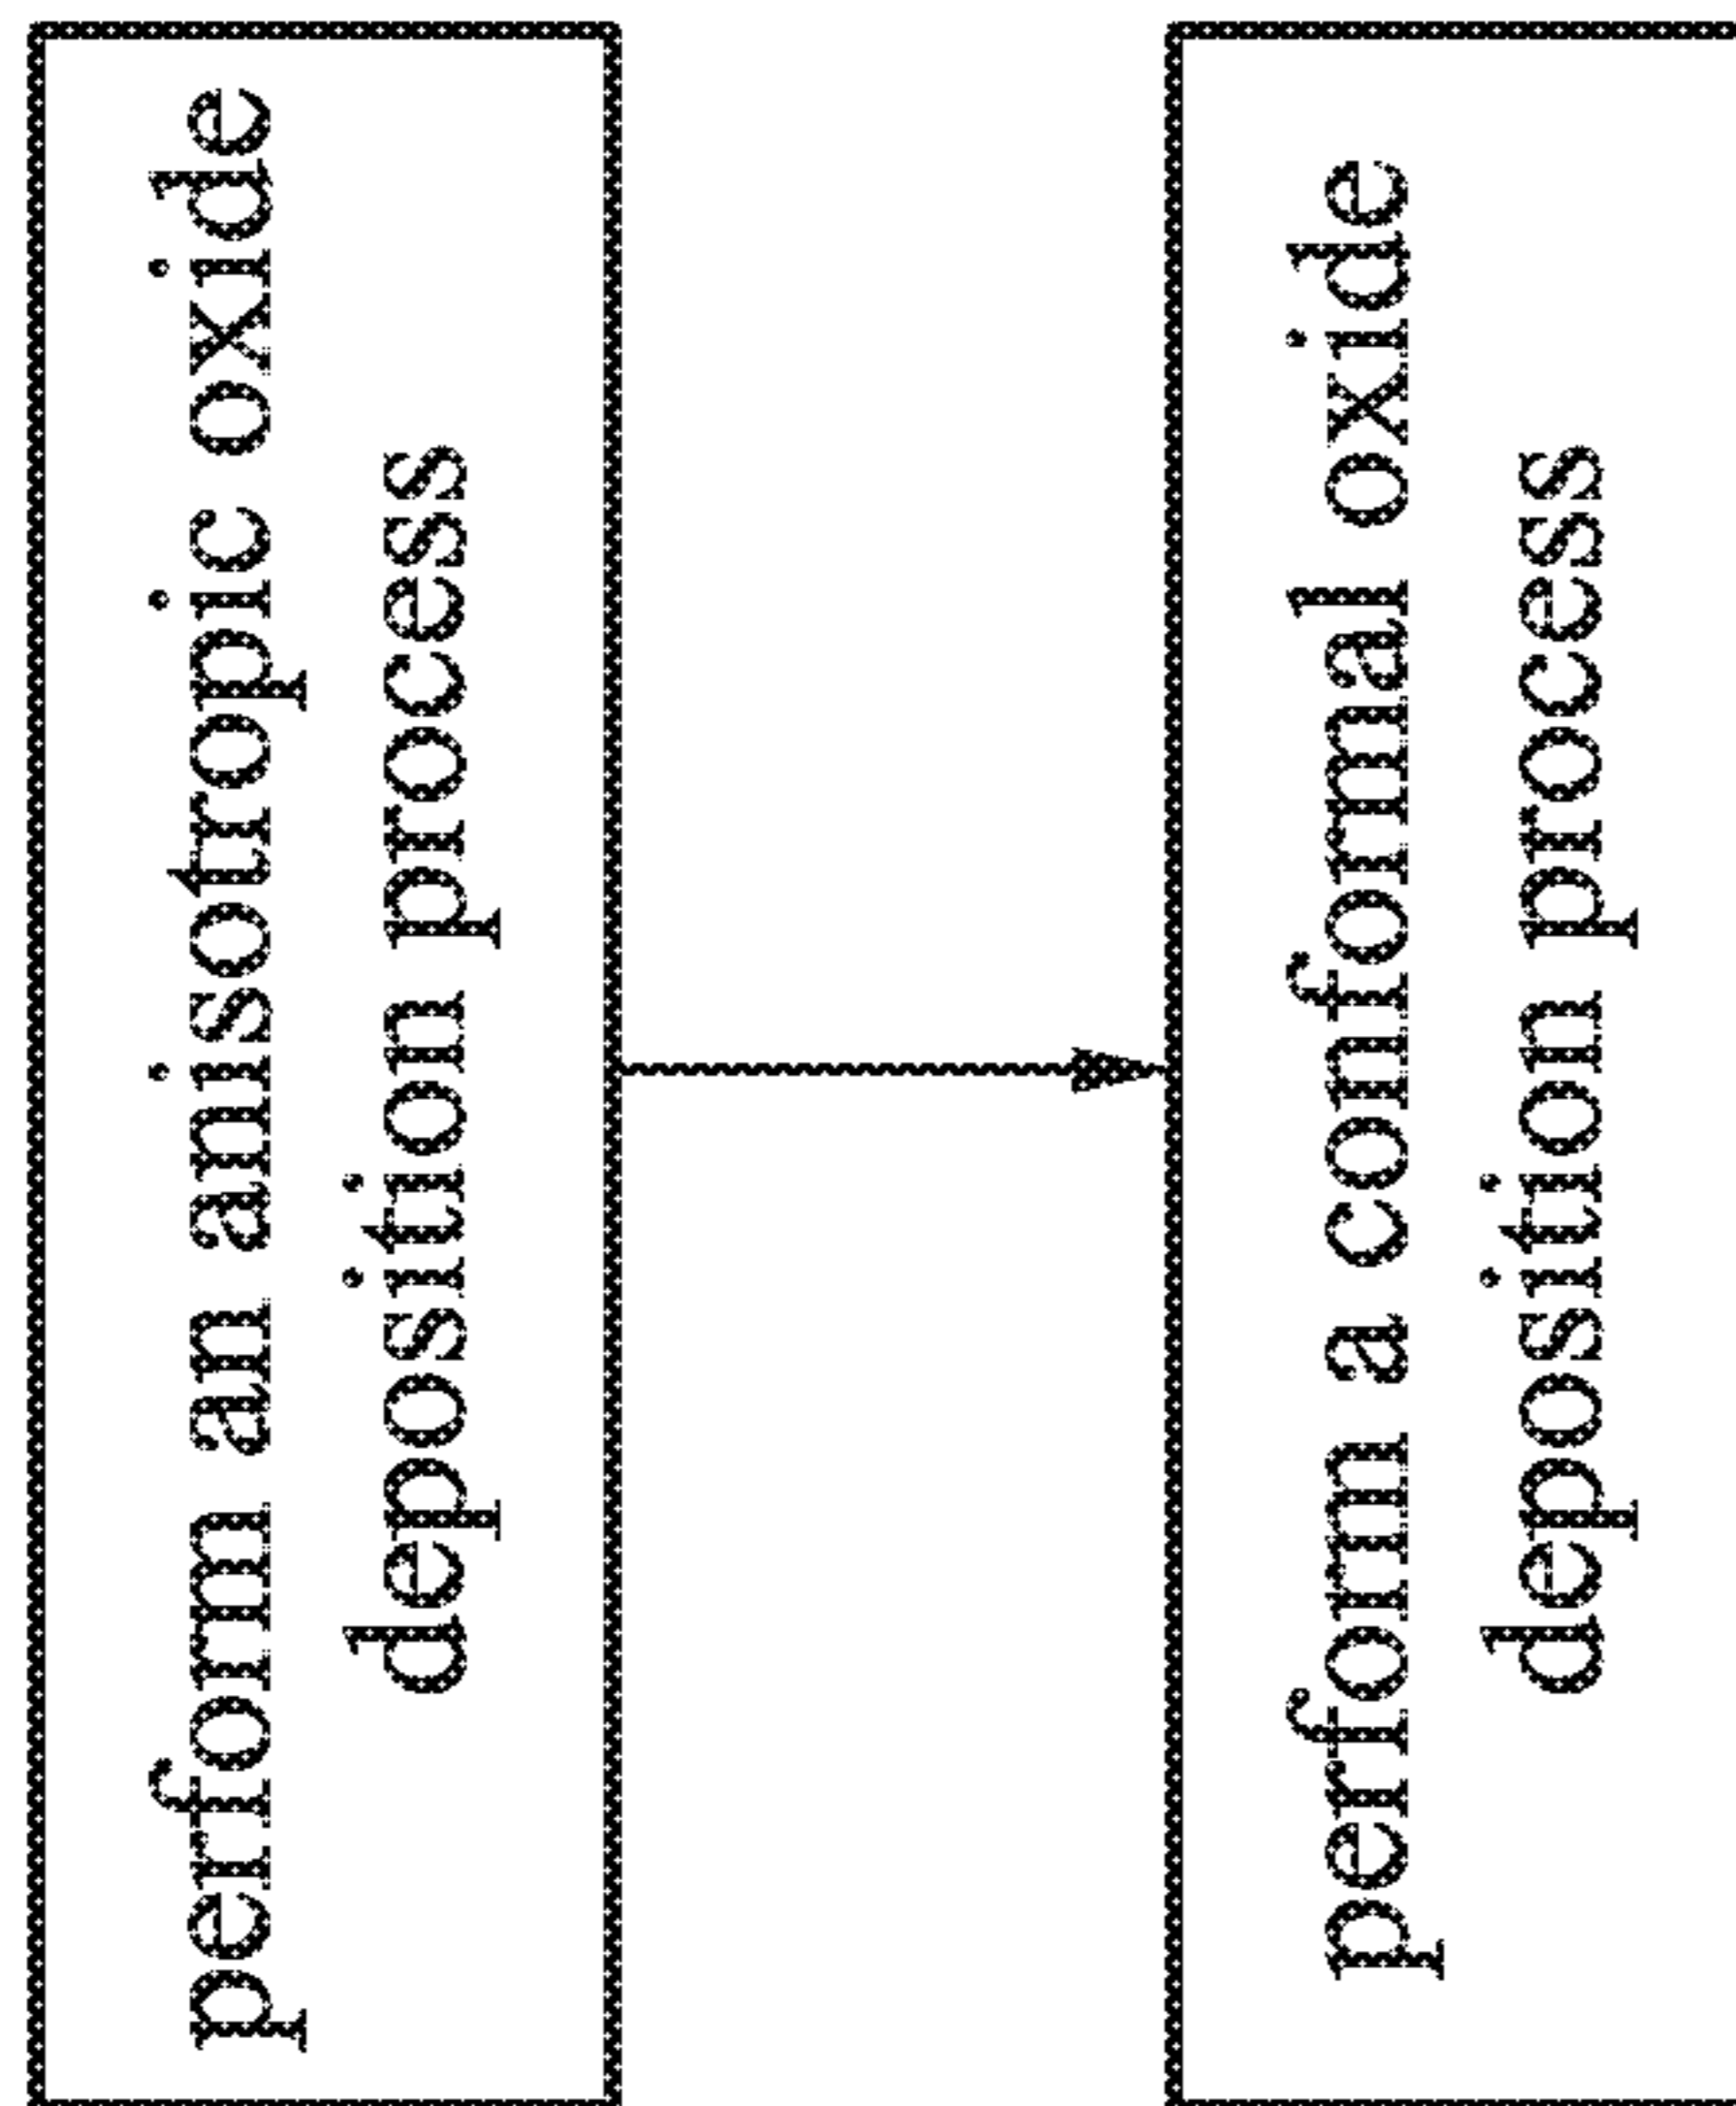 perform an anisotropic oxide
deposition process
perform a conformal oxide
deposition process